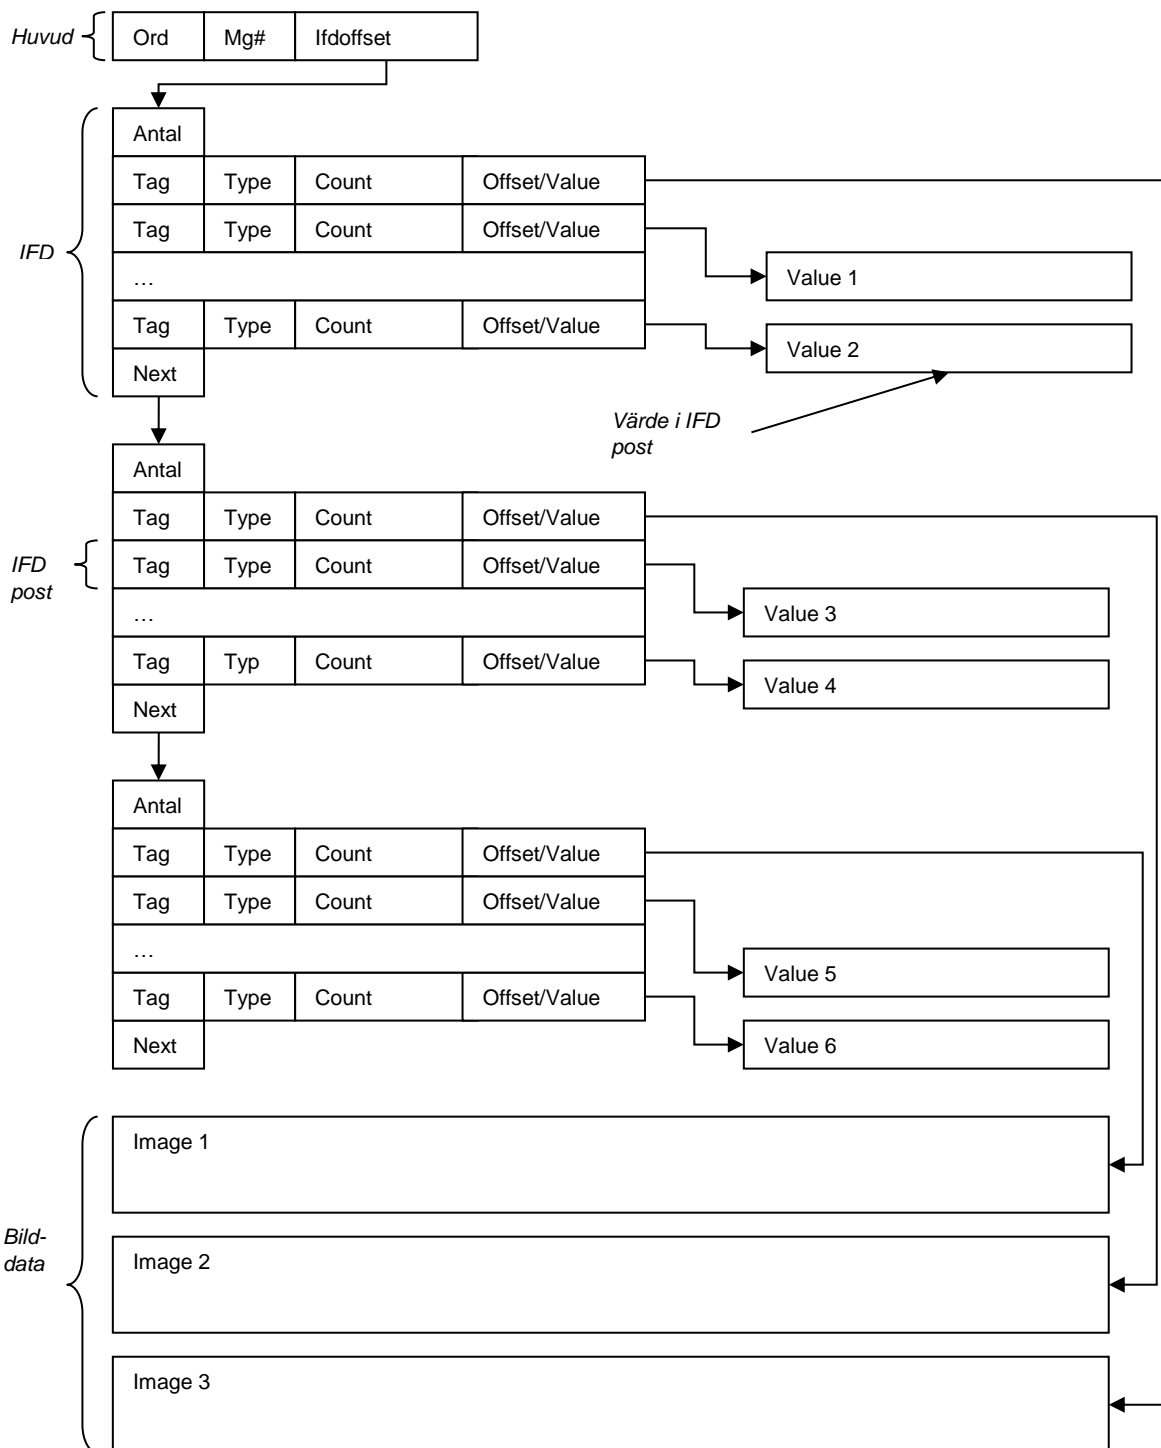 Huvud
Ord Mg# Ifdoffset
Antal
Tag Type Count Offset/Value
Tag Type Count Offset/Value
IFD
…
Value 1
Tag Type Count Offset/Value
Value 2
Next
Värde i IFD
post
Antal
Tag Type Count Offset/Value
IFD
post
Tag Type Count Offset/Value
…
Value 3
Tag Typ Count Offset/Value
Value 4
Next
Antal
Tag Type Count Offset/Value
Tag Type Count Offset/Value
…
Value 5
Tag Type Count Offset/Value
Value 6
Next
Image 1
Bild-
data
Image 2
Image 3